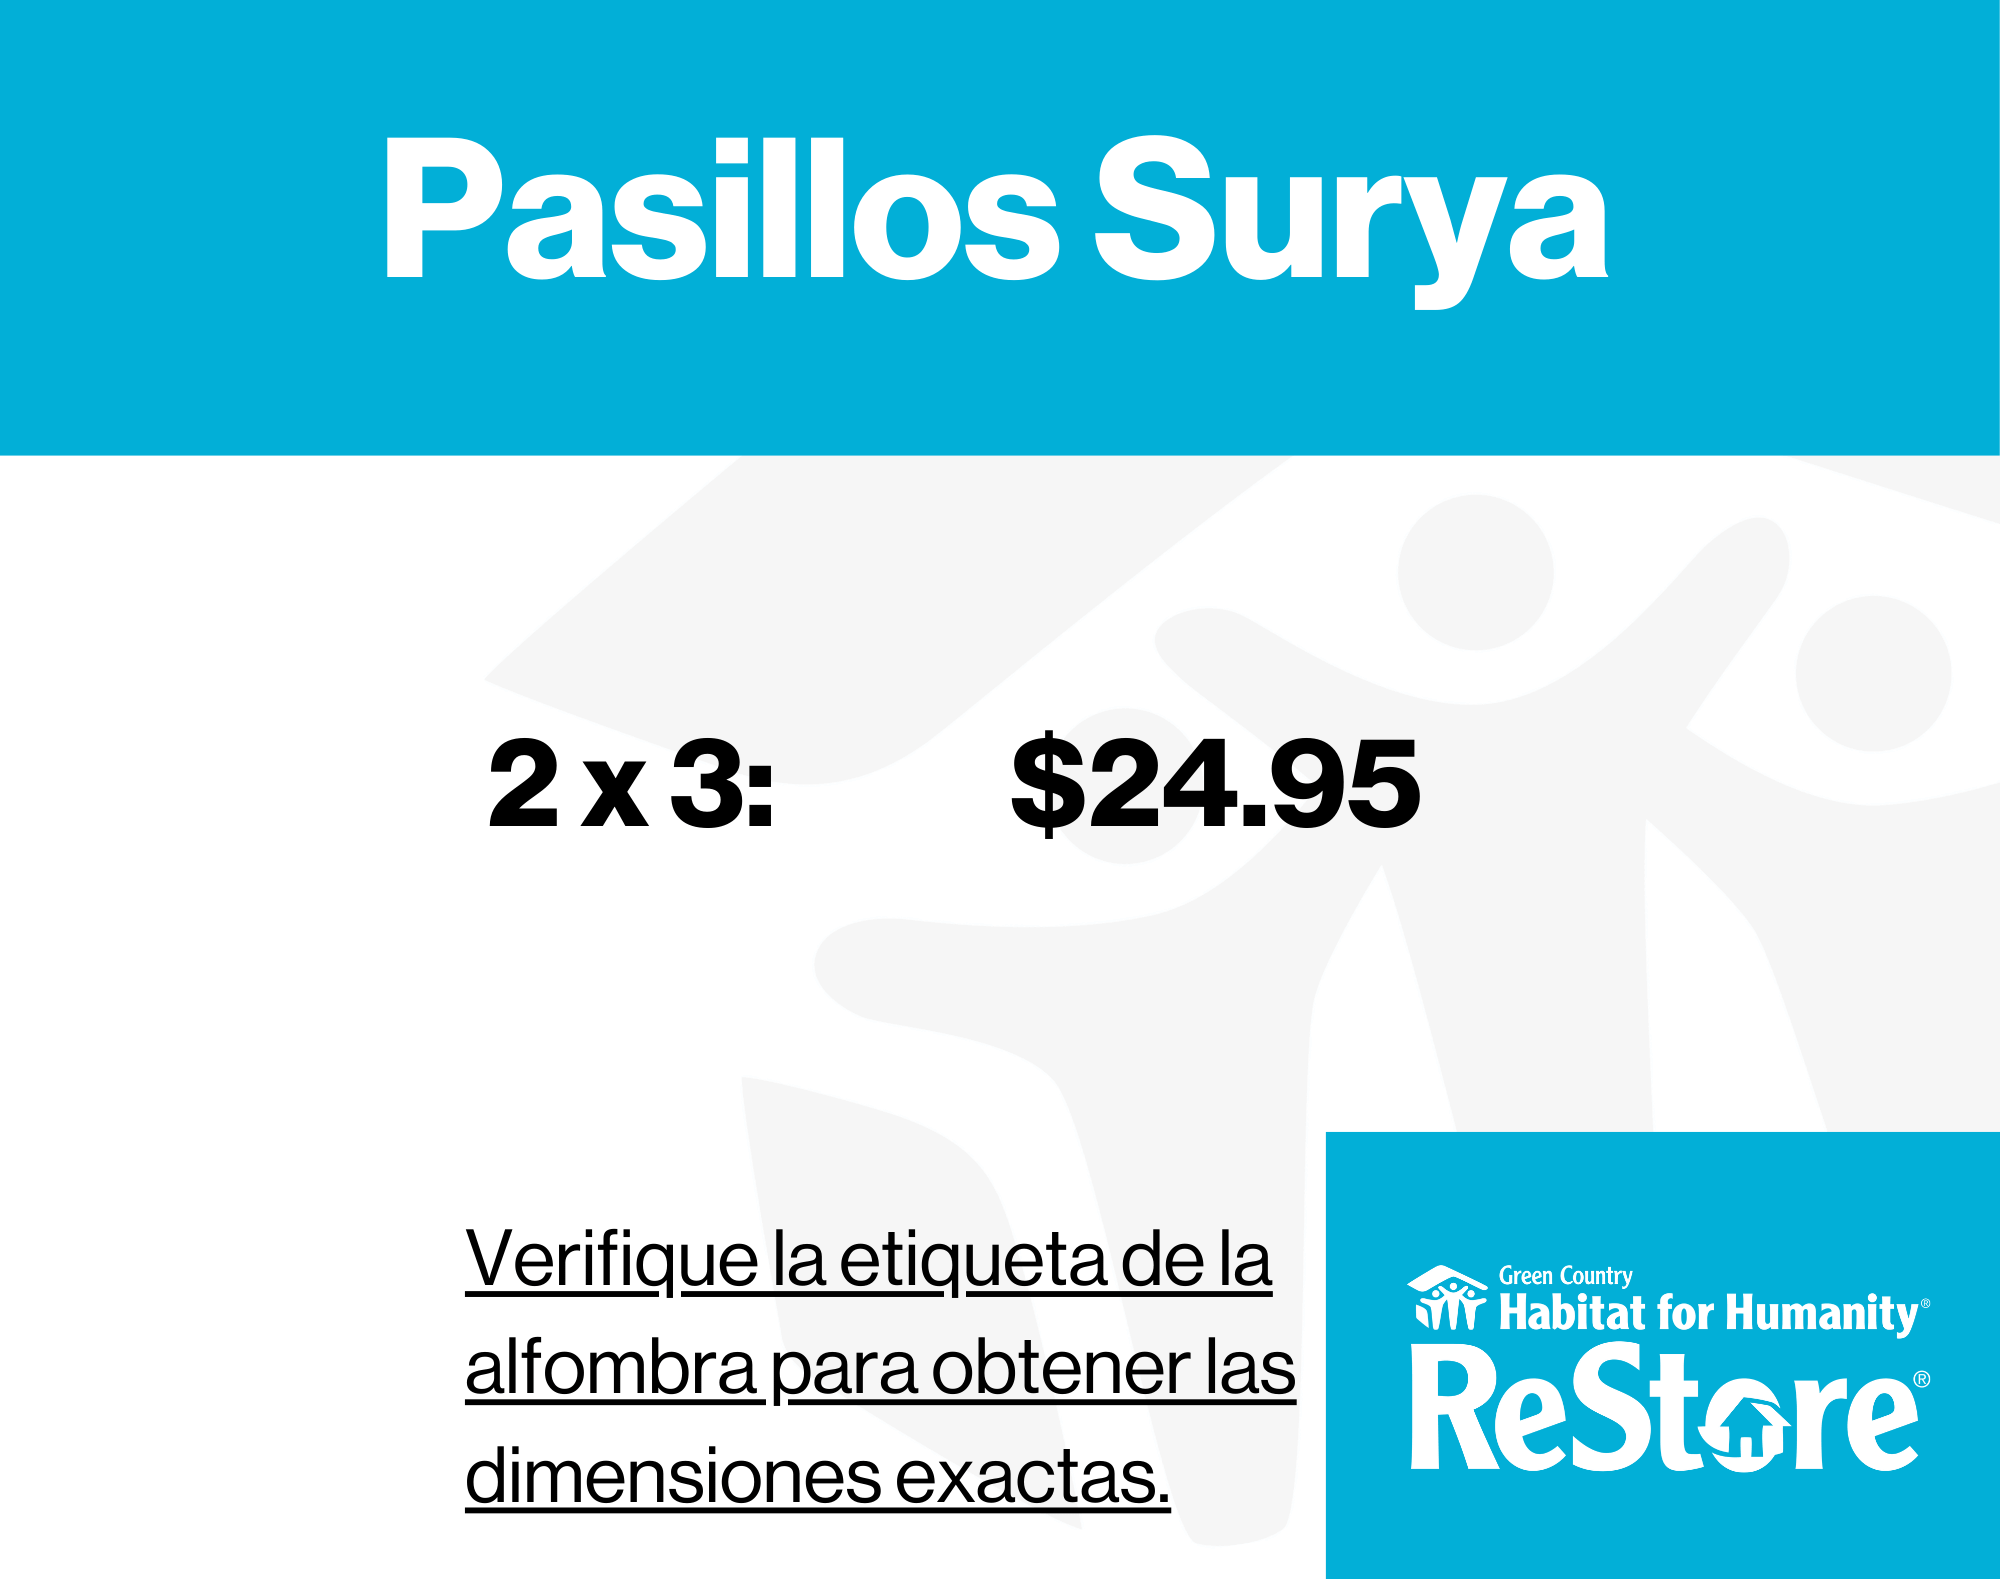 Pasillos Surya
2 x 3: $24.95
Verifique la etiqueta de la
alfombra para obtener las
dimensiones exactas.
Green Country
Habitat for Humanity®
ReStore®